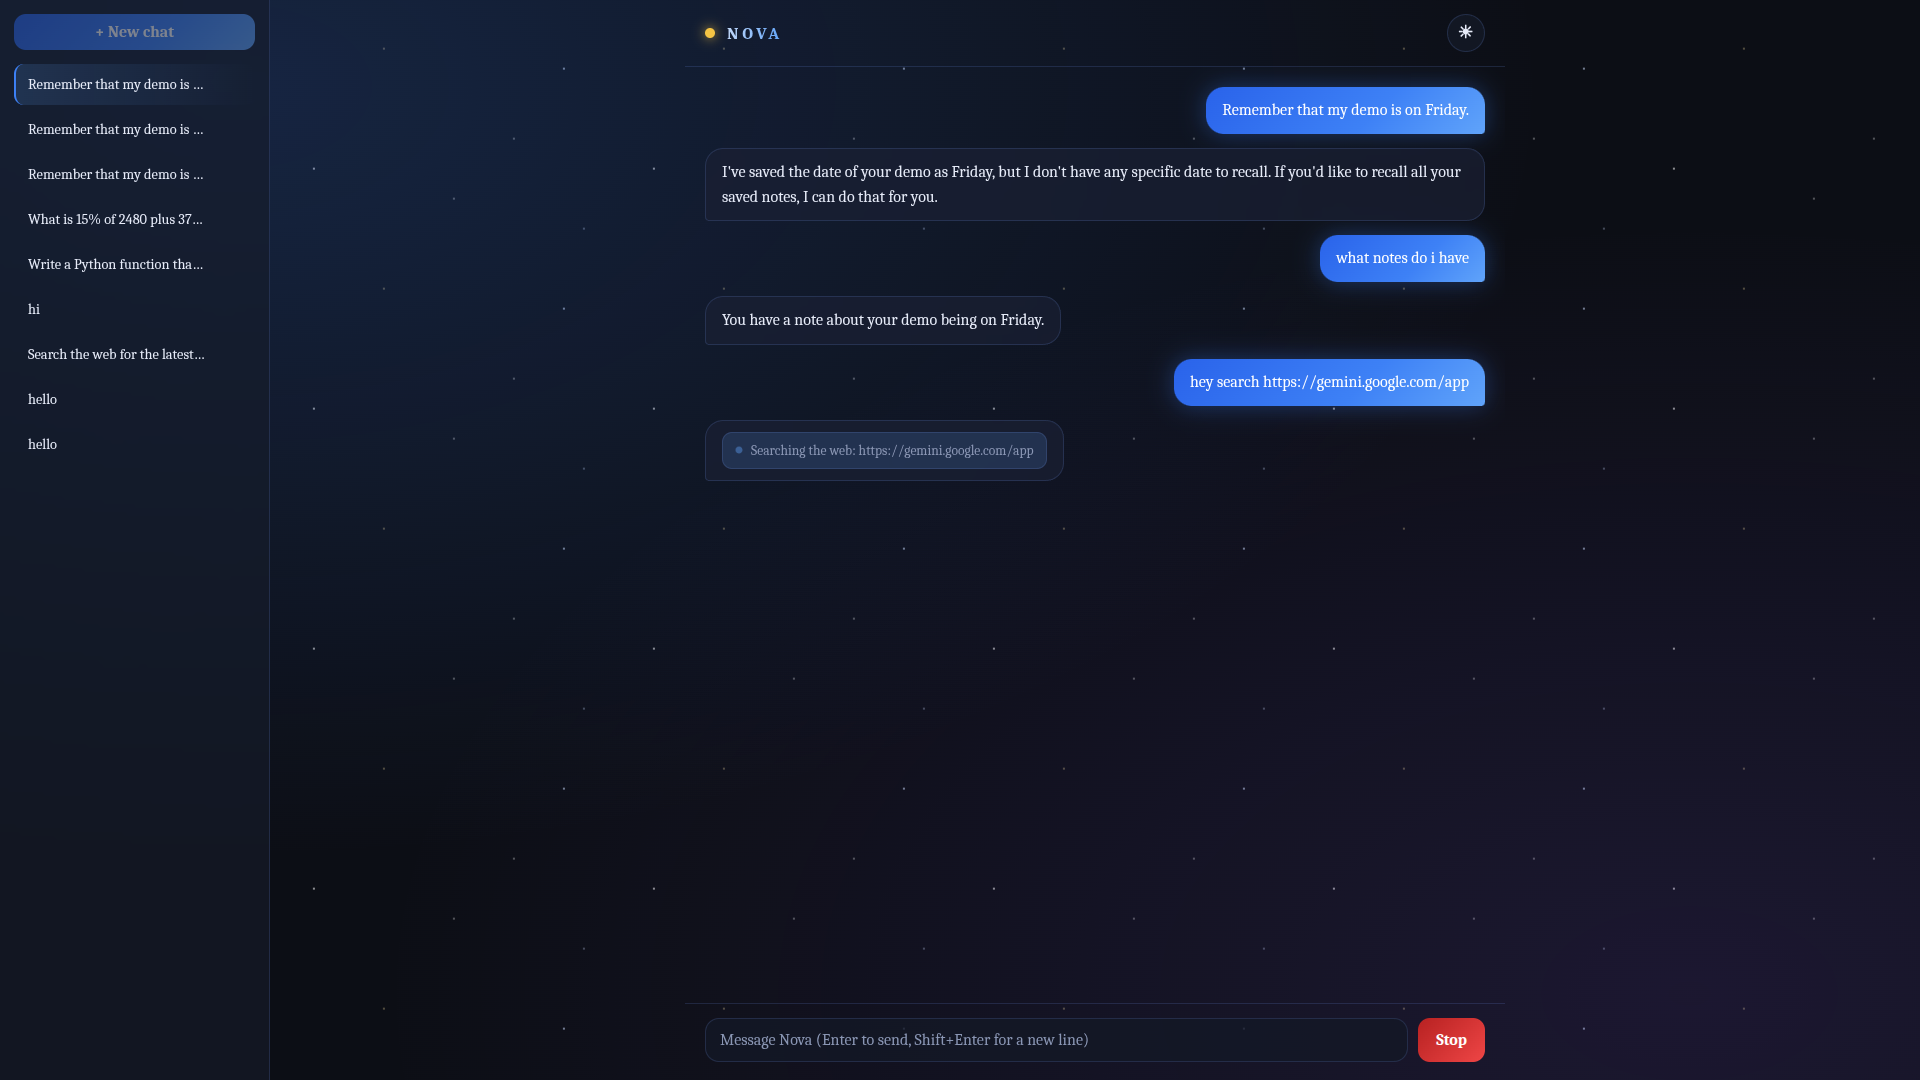 + New chat
Remember that my demo is ...
Remember that my demo is ...
Remember that my demo is ...
What is 15% of 2480 plus 37...
Write a Python function tha...
hi
Search the web for the latest...
hello
hello
NOVA
Remember that my demo is on Friday.
I've saved the date of your demo as Friday, but I don't have any specific date to recall. If you'd like to recall all your
saved notes, I can do that for you.
what notes do i have
You have a note about your demo being on Friday.
hey search https://gemini.google.com/app
Searching the web: https://gemini.google.com/app
Message Nova (Enter to send, Shift+Enter for a new line)
Stop